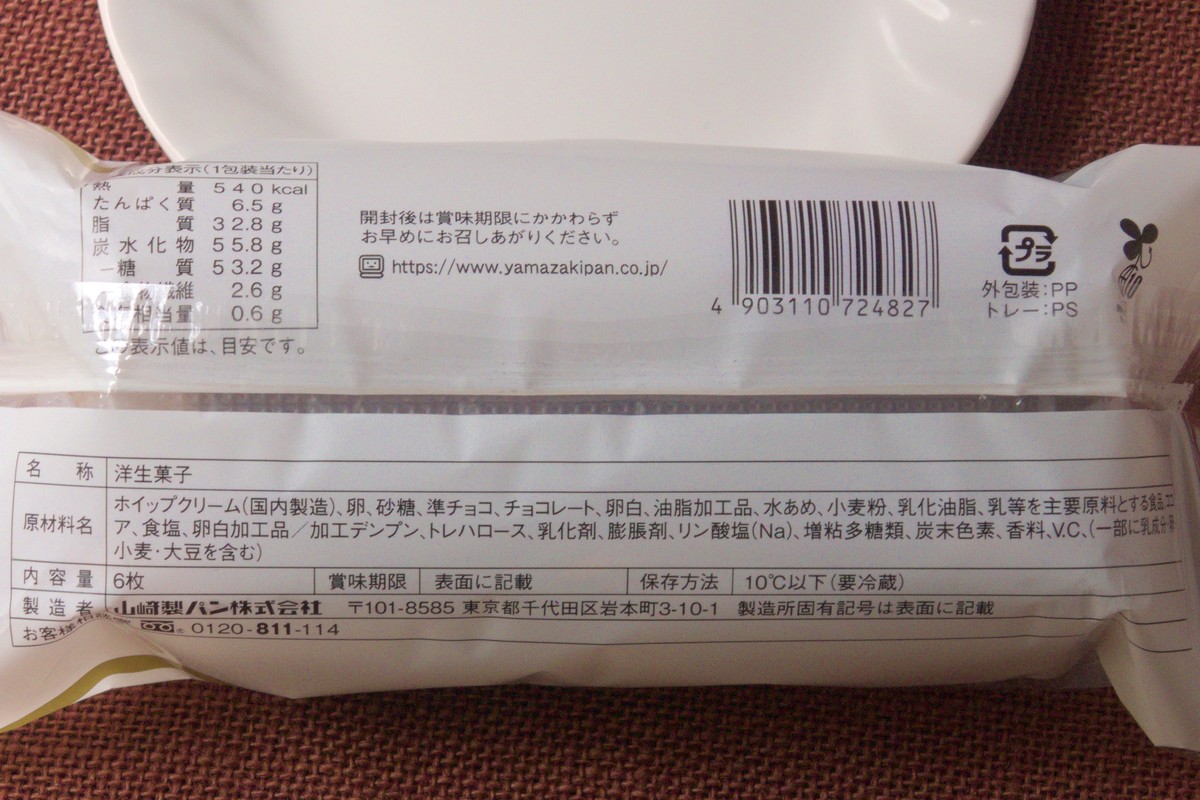 成分表示(1包装当たり)
熱量 540 kcal
たんぱく質 6.5 g
脂質 32.8 g
炭水化物 55.8 g
ー糖質 53.2 g
繊維 2.6 g
相当量 0.6 g
この表示値は、目安です。
開封後は賞味期限にかかわらず
お早めにお召しあがりください。
https://www.yamazakipan.co.jp/
4 903110 724827
プラ
外包装:PP
トレー:PS
名称 洋生菓子
原材料名 ホイップクリーム(国内製造)、卵、砂糖、準チョコ、チョコレート、卵白、油脂加工品、水あめ、小麦粉、乳化油脂、乳等を主要原料とする食品、ココ
ア、食塩、卵白加工品/加工デンプン、トレハロース、乳化剤、膨脹剤、リン酸塩(Na)、増粘多糖類、炭末色素、香料、V.C、(一部に乳成分・
小麦・大豆を含む)
内容量 6枚 賞味期限 表面に記載 保存方法 10℃以下(要冷蔵)
製造者 山崎製パン株式会社 〒101-8585 東京都千代田区岩本町3-10-1 製造所固有記号は表面に記載
お客様 0120-811-114